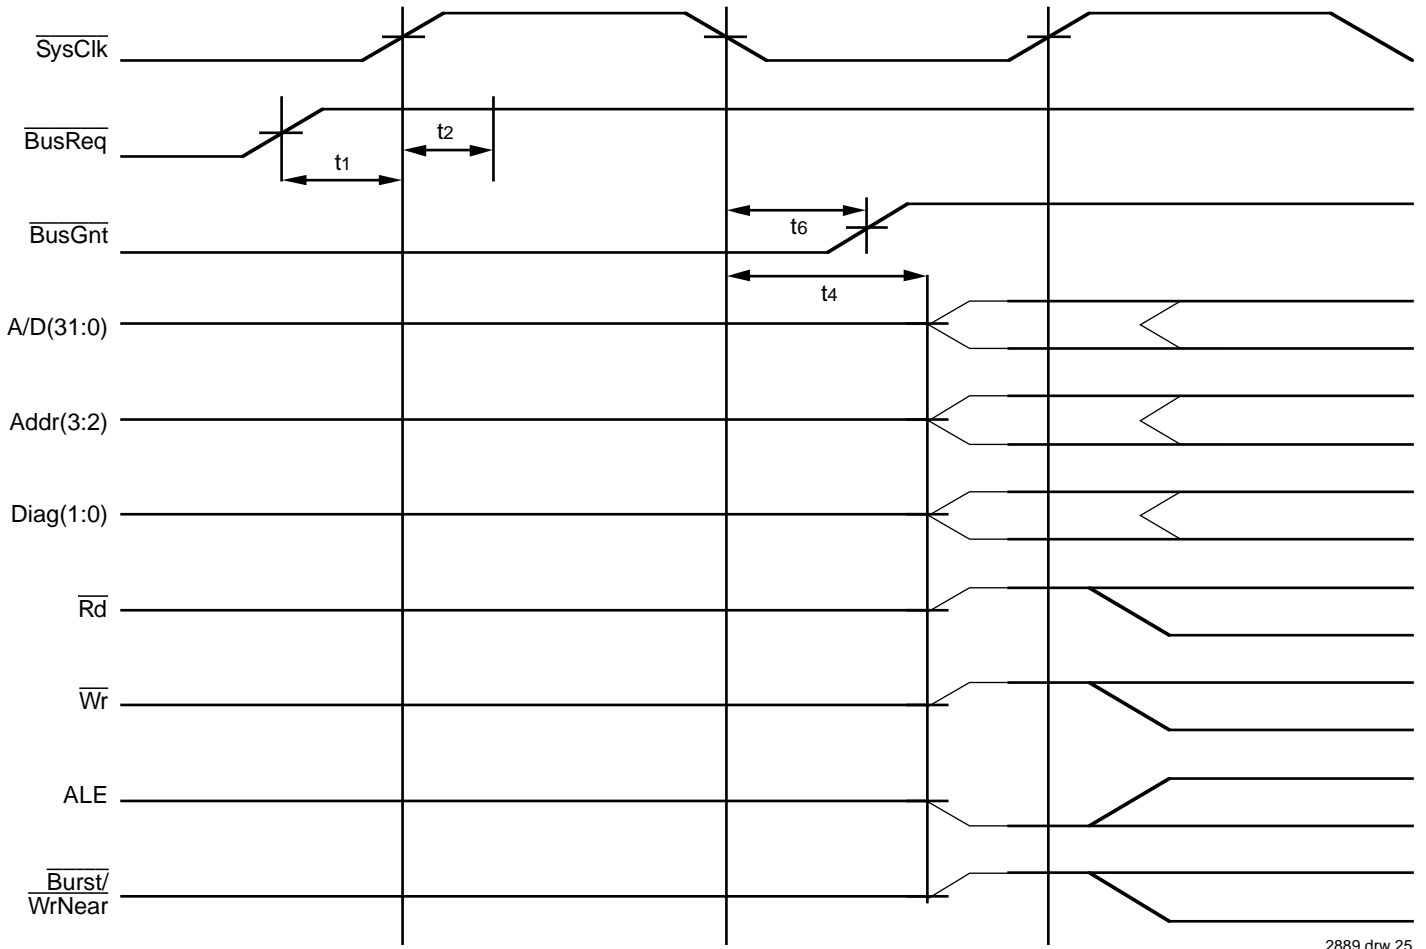 SysClk
BusReq
t1
t2
BusGnt
t6
t4
A/D(31:0)
Addr(3:2)
Diag(1:0)
Rd
Wr
ALE
Burst/
WrNear
2889 drw 25